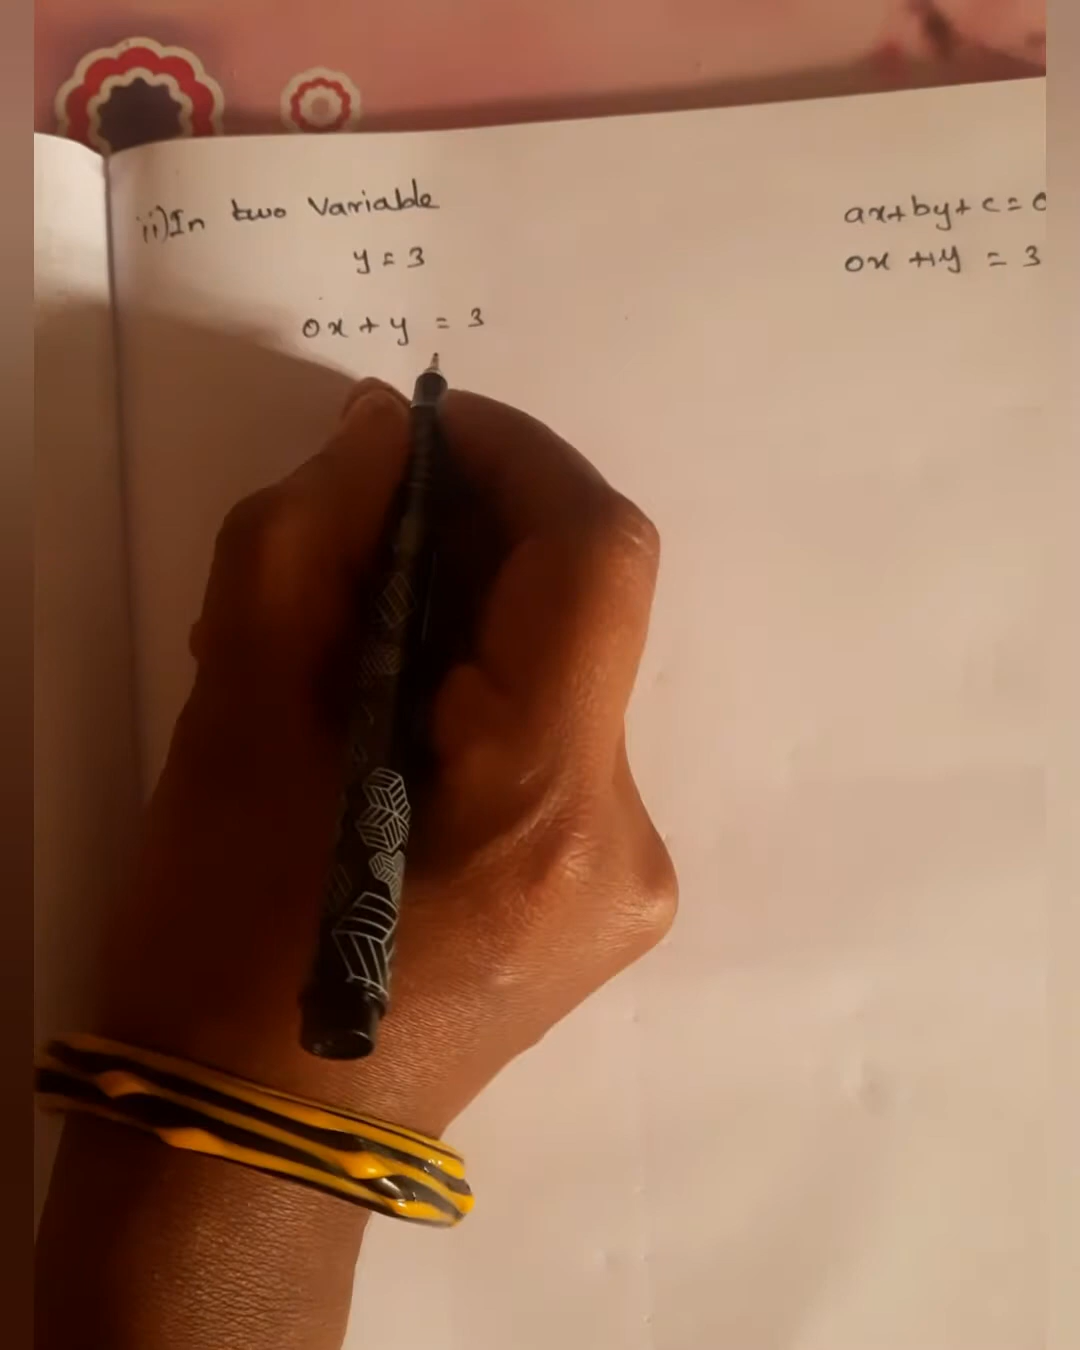 ii) In two Variable
y = 3
0x + y = 3
ax+by+c=0
0x +1y = 3